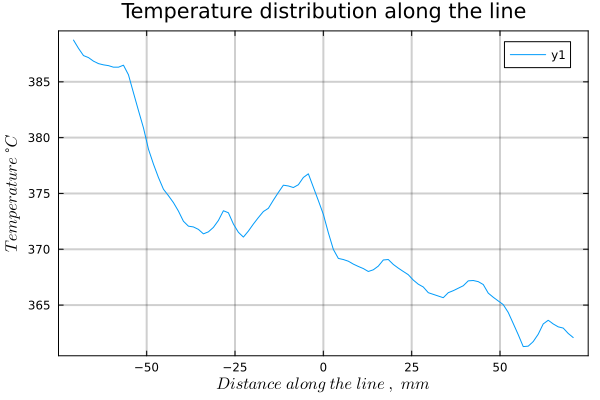 Temperature distribution along the line
y1
385
380
375
370
365
Temperature °C
−50
−25
0
25
50
Distance along the line , mm